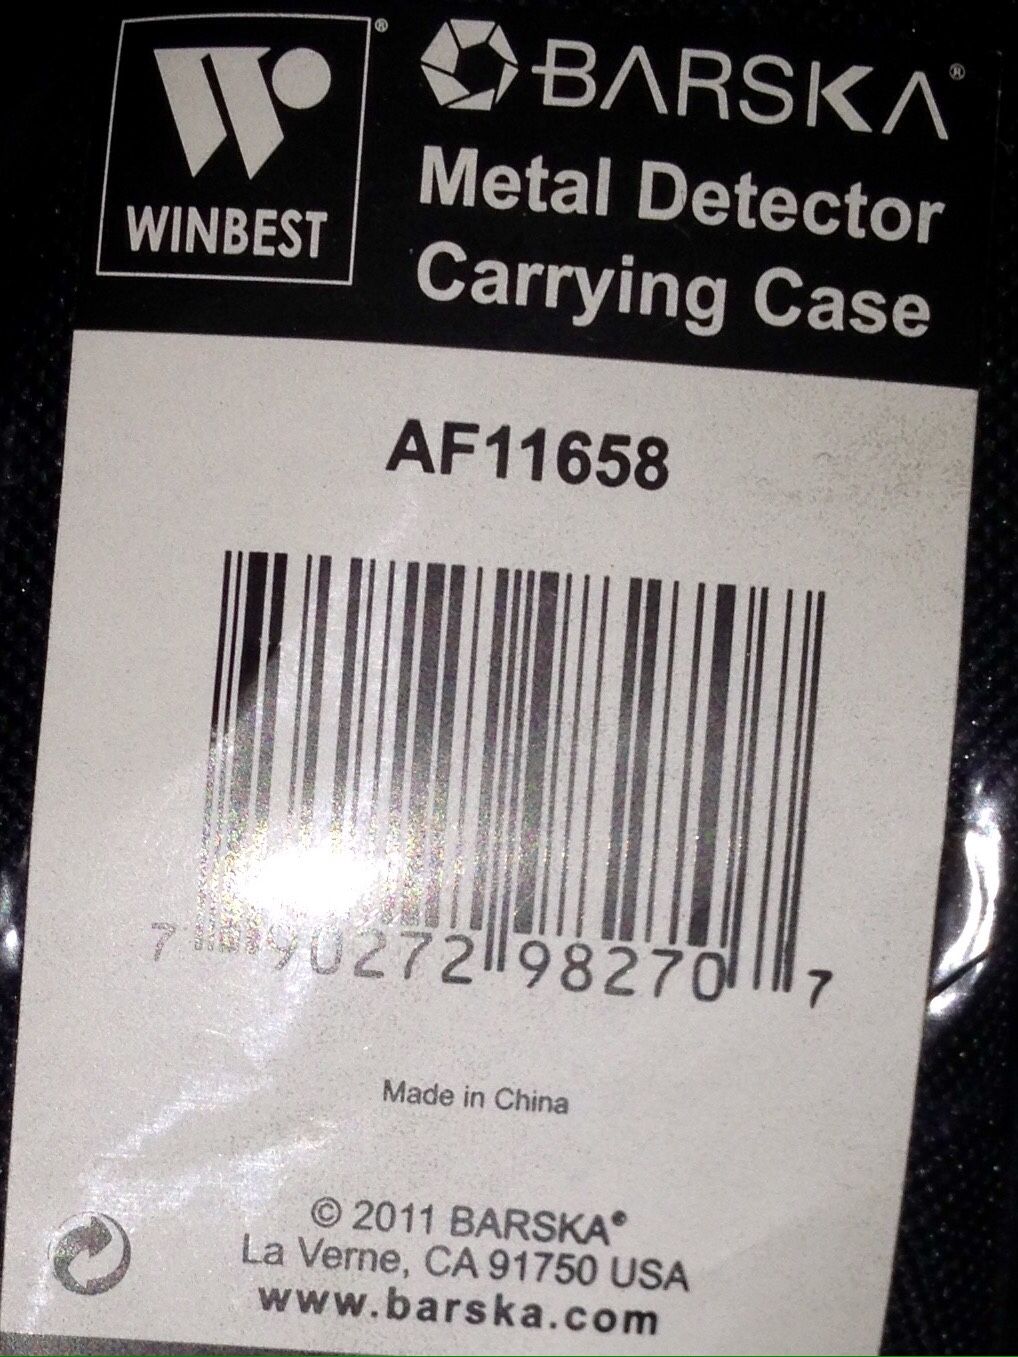 WINBEST ®
BARSKA®
Metal Detector
Carrying Case
AF11658
7 90272 98270 7
Made in China
© 2011 BARSKA®
La Verne, CA 91750 USA
www.barska.com